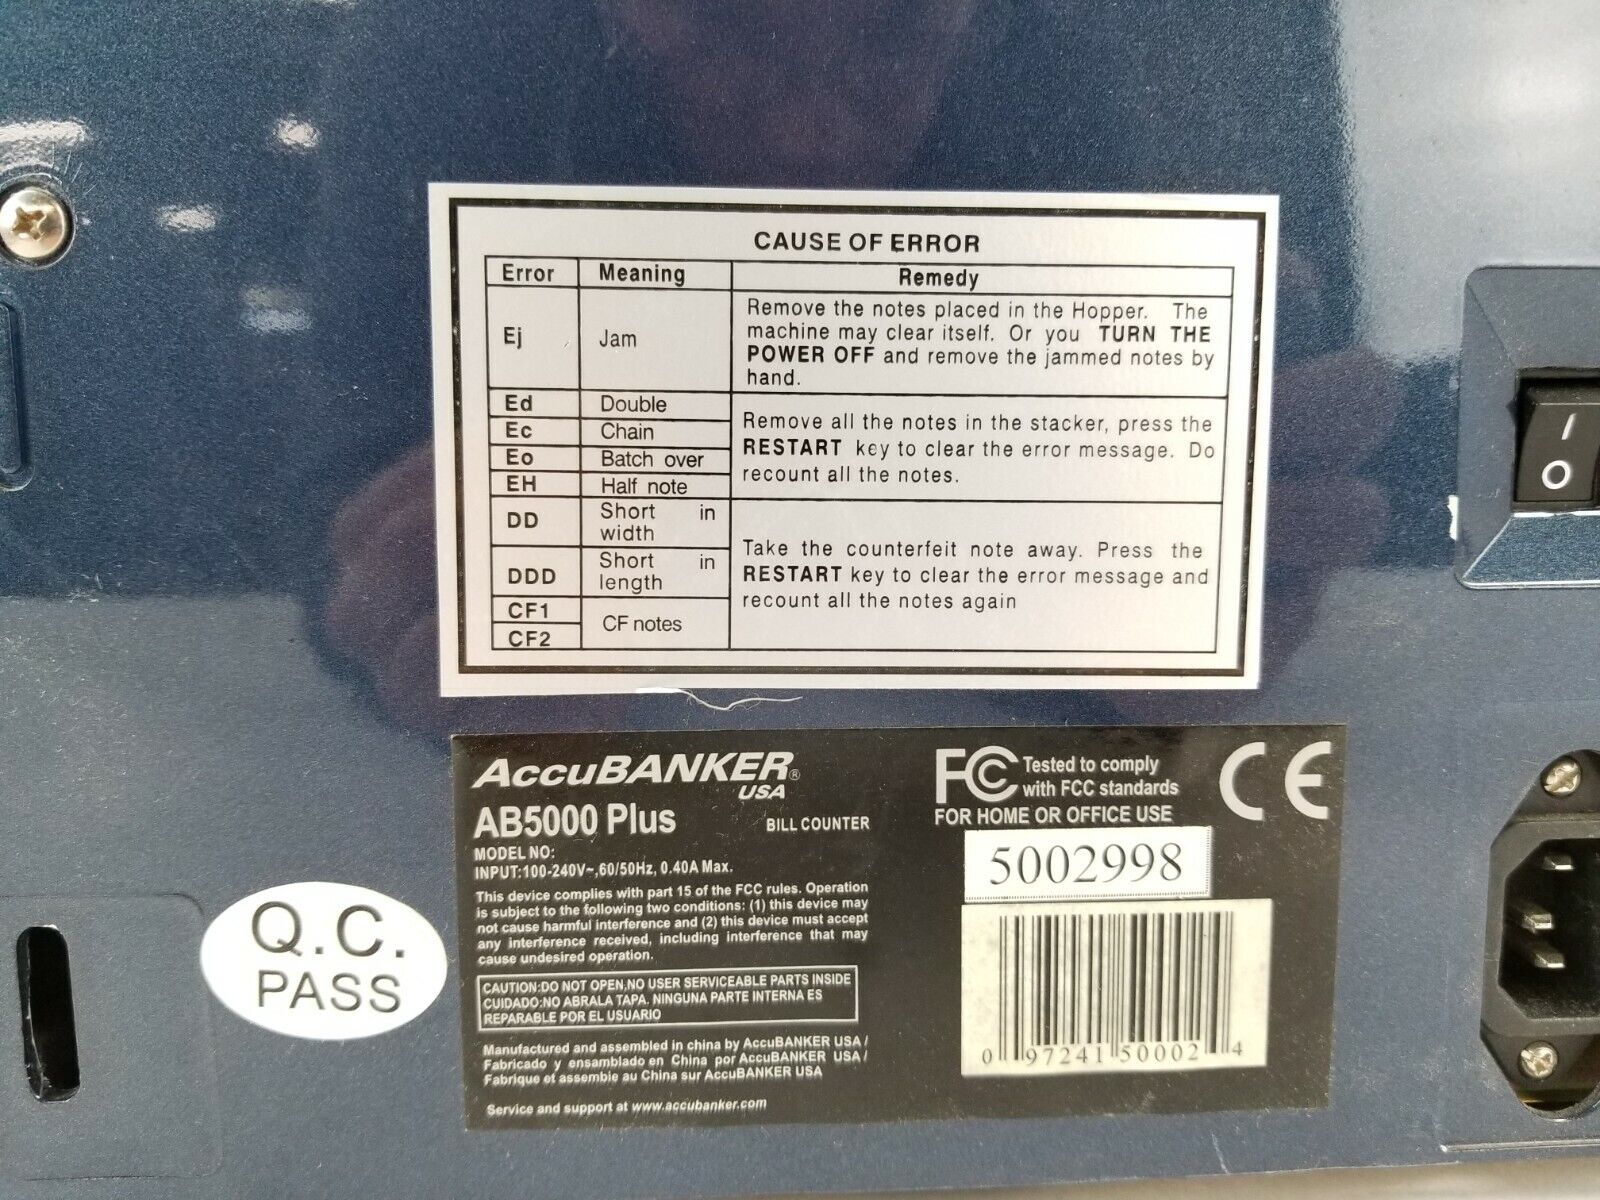 CAUSE OF ERROR
Error Meaning Remedy
Ej Jam
Remove the notes placed in the Hopper. The
machine may clear itself. Or you TURN THE
POWER OFF and remove the jammed notes by
hand.
Ed Double
Ec Chain
Eo Batch over
EH Half note
Remove all the notes in the stacker, press the
RESTART key to clear the error message. Do
recount all the notes.
DD Short in
width
DDD Short in
length
CF1
CF2
CF notes
Take the counterfeit note away. Press the
RESTART key to clear the error message and
recount all the notes again
I
O
AccuBANKER®
USA
AB5000 Plus BILL COUNTER
MODEL NO:
INPUT:100-240V~,60/50Hz, 0.40A Max.
This device complies with part 15 of the FCC rules. Operation
is subject to the following two conditions: (1) this device may
not cause harmful interference and (2) this device must accept
any interference received, including interference that may
cause undesired operation.
CAUTION:DO NOT OPEN,NO USER SERVICEABLE PARTS INSIDE
CUIDADO:NO ABRALA TAPA. NINGUNA PARTE INTERNA ES
REPARABLE POR EL USUARIO
Manufactured and assembled in china by AccuBANKER USA /
Fabricado y ensamblado en China por AccuBANKER USA /
Fabrique et assemble au China sur AccuBANKER USA
Service and support at www.accubanker.com
FC Tested to comply
with FCC standards
FOR HOME OR OFFICE USE
CE
5002998
0 97241 50002 4
Q.C.
PASS